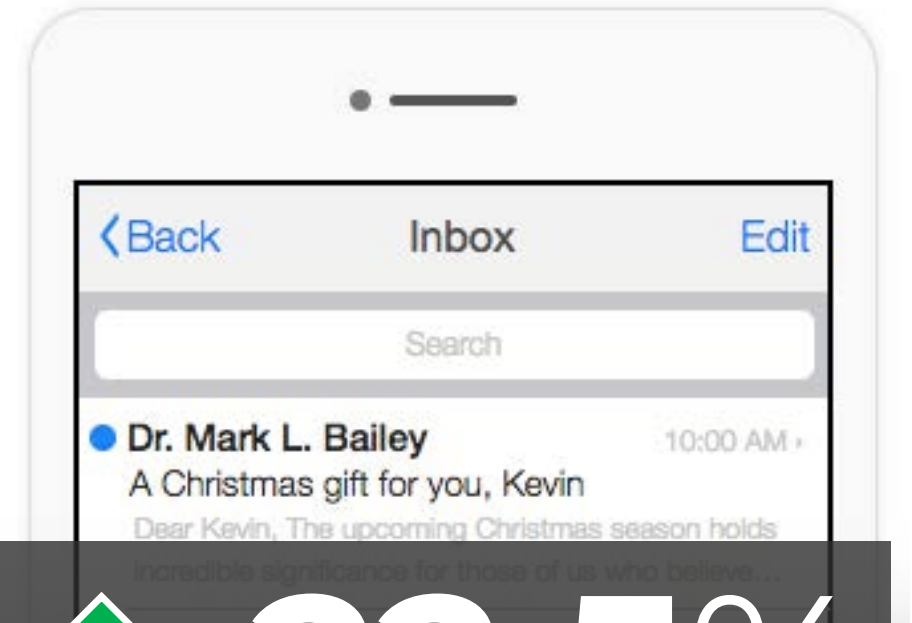 Back Inbox Edit
Search
Dr. Mark L. Bailey 10:00 AM
A Christmas gift for you, Kevin
Dear Kevin, The upcoming Christmas season holds
incredible significance for those of us who believe...
%